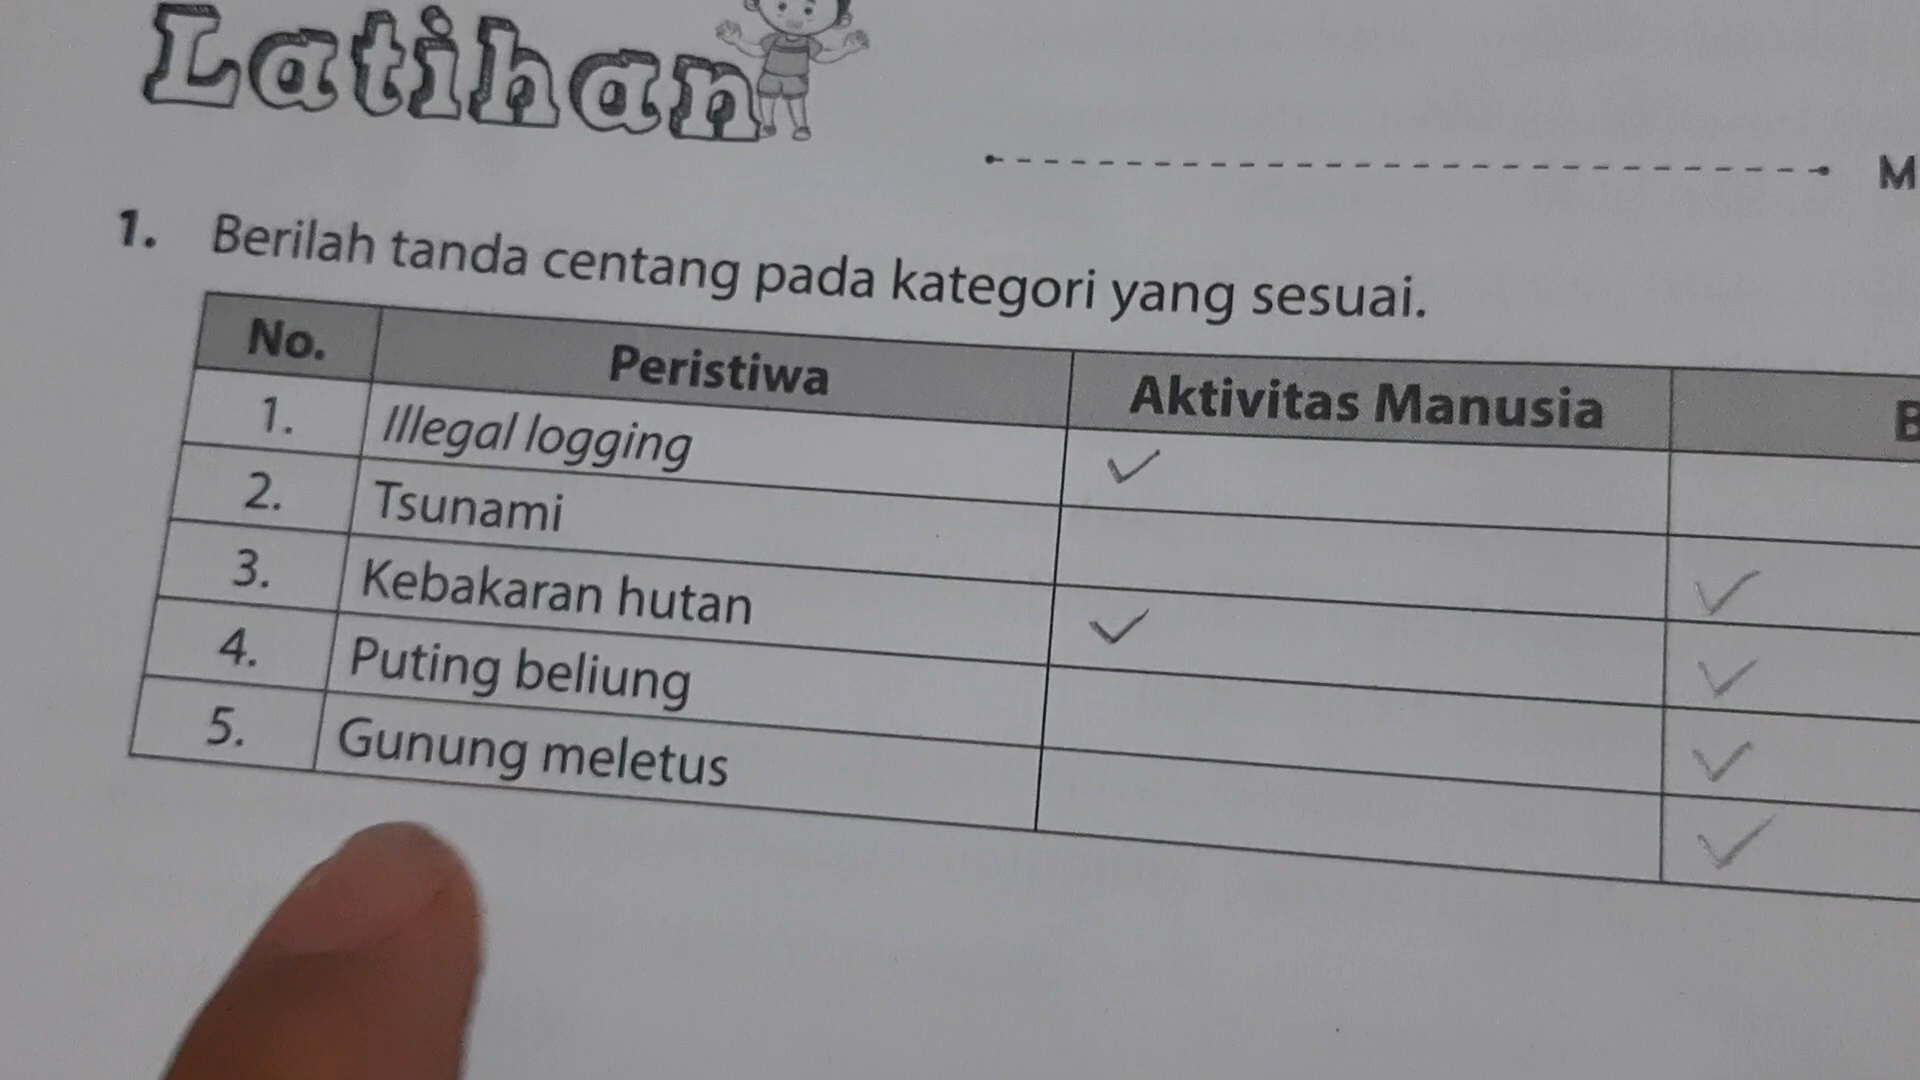 Latihan
M
1. Berilah tanda centang pada kategori yang sesuai.
No. Peristiwa Aktivitas Manusia B
1. Illegal logging ✓
2. Tsunami ✓
3. Kebakaran hutan ✓ ✓
4. Puting beliung ✓
5. Gunung meletus ✓